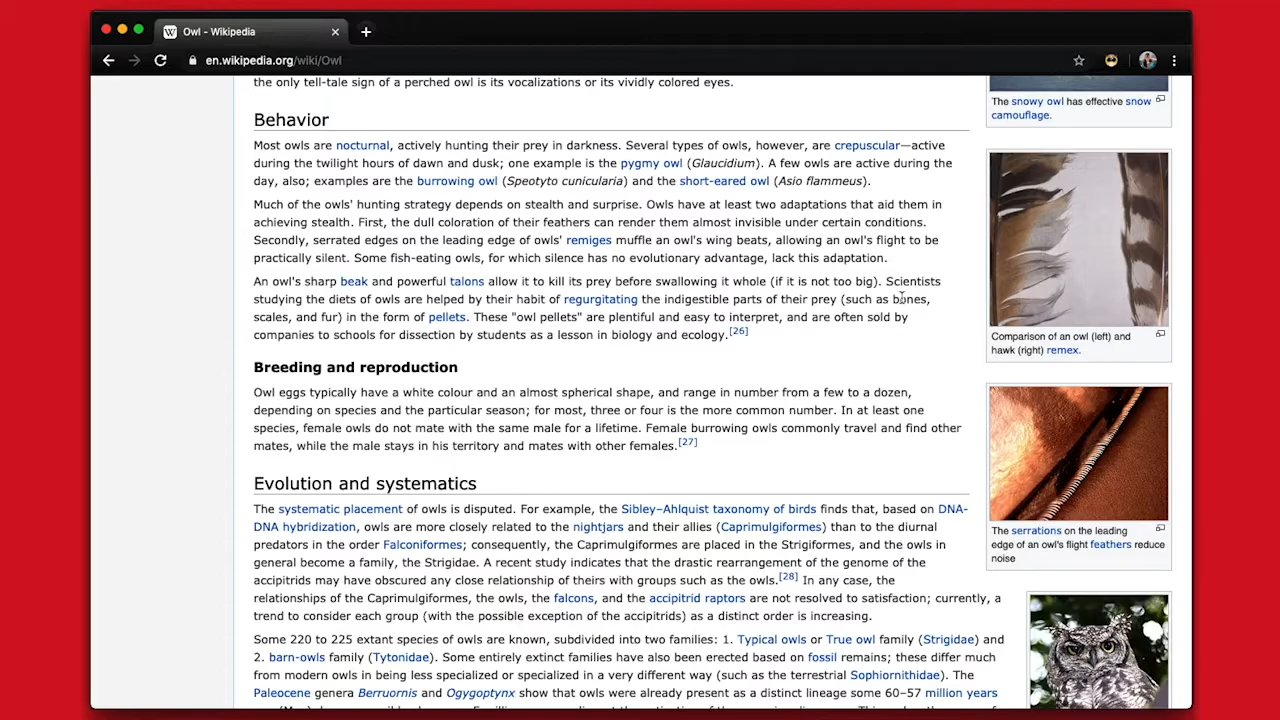 Owl - Wikipedia
en.wikipedia.org/wiki/Owl
the only tell-tale sign of a perched owl is its vocalizations or its vividly colored eyes.
Behavior
Most owls are nocturnal, actively hunting their prey in darkness. Several types of owls, however, are crepuscular—active
during the twilight hours of dawn and dusk; one example is the pygmy owl (Glaucidium). A few owls are active during the
day, also; examples are the burrowing owl (Speotyto cunicularia) and the short-eared owl (Asio flammeus).
Much of the owls' hunting strategy depends on stealth and surprise. Owls have at least two adaptations that aid them in
achieving stealth. First, the dull coloration of their feathers can render them almost invisible under certain conditions.
Secondly, serrated edges on the leading edge of owls' remiges muffle an owl's wing beats, allowing an owl's flight to be
practically silent. Some fish-eating owls, for which silence has no evolutionary advantage, lack this adaptation.
An owl's sharp beak and powerful talons allow it to kill its prey before swallowing it whole (if it is not too big). Scientists
studying the diets of owls are helped by their habit of regurgitating the indigestible parts of their prey (such as bones,
scales, and fur) in the form of pellets. These "owl pellets" are plentiful and easy to interpret, and are often sold by
companies to schools for dissection by students as a lesson in biology and ecology.[26]
Breeding and reproduction
Owl eggs typically have a white colour and an almost spherical shape, and range in number from a few to a dozen,
depending on species and the particular season; for most, three or four is the more common number. In at least one
species, female owls do not mate with the same male for a lifetime. Female burrowing owls commonly travel and find other
mates, while the male stays in his territory and mates with other females.[27]
Evolution and systematics
The systematic placement of owls is disputed. For example, the Sibley–Ahlquist taxonomy of birds finds that, based on DNA-
DNA hybridization, owls are more closely related to the nightjars and their allies (Caprimulgiformes) than to the diurnal
predators in the order Falconiformes; consequently, the Caprimulgiformes are placed in the Strigiformes, and the owls in
general become a family, the Strigidae. A recent study indicates that the drastic rearrangement of the genome of the
accipitrids may have obscured any close relationship of theirs with groups such as the owls.[28] In any case, the
relationships of the Caprimulgiformes, the owls, the falcons, and the accipitrid raptors are not resolved to satisfaction; currently, a
trend to consider each group (with the possible exception of the accipitrids) as a distinct order is increasing.
Some 220 to 225 extant species of owls are known, subdivided into two families: 1. Typical owls or True owl family (Strigidae) and
2. barn-owls family (Tytonidae). Some entirely extinct families have also been erected based on fossil remains; these differ much
from modern owls in being less specialized or specialized in a very different way (such as the terrestrial Sophiornithidae). The
Paleocene genera Berruornis and Ogygoptynx show that owls were already present as a distinct lineage some 60–57 million years
The snowy owl has effective snow
camouflage.
Comparison of an owl (left) and
hawk (right) remex.
The serrations on the leading
edge of an owl's flight feathers reduce
noise